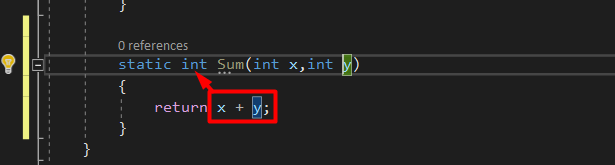 }
0 references
static int Sum(int x,int y)
{
return x + y;
}
}